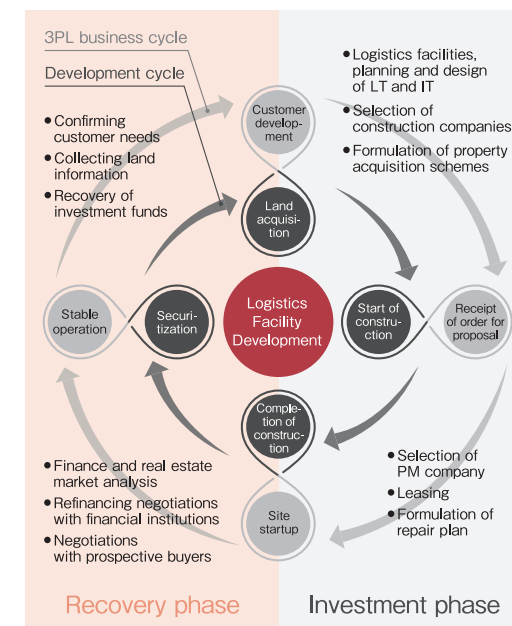 3PL business cycle
Development cycle
• Confirming
customer needs
• Collecting land
information
• Recovery of
investment funds
• Logistics facilities,
planning and design
of LT and IT
• Selection of
construction companies
• Formulation of property
acquisition schemes
Customer
develop-
ment
Land
acquisi-
tion
Stable
operation
Securi-
tization
Logistics
Facility
Development
Start of
constru-
ction
Receipt
of order for
proposal
Comple-
tion of
construction
Site
startup
• Finance and real estate
market analysis
• Refinancing negotiations
with financial institutions
• Negotiations
with prospective buyers
• Selection of
PM company
• Leasing
• Formulation of
repair plan
Recovery phase
Investment phase